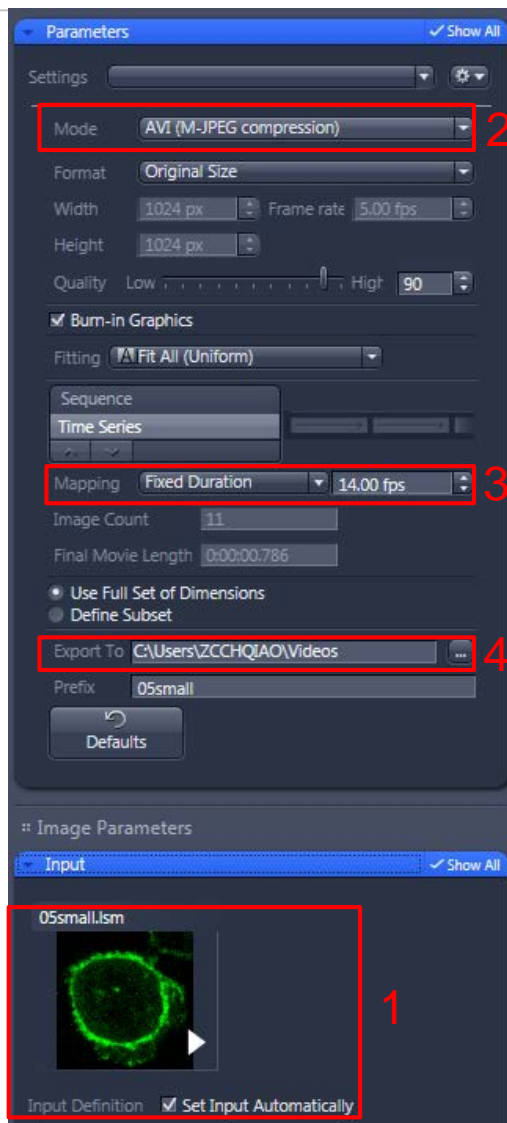 Parameters ✓ Show All
Settings
Mode AVI (M-JPEG compression) 2
Format Original Size
Width 1024 px Frame rate 5.00 fps
Height 1024 px
Quality Low High 90
Burn-in Graphics
Fitting Fit All (Uniform)
Sequence
Time Series
Mapping Fixed Duration 14.00 fps 3
Image Count 11
Final Movie Length 0:00:00.786
Use Full Set of Dimensions
Define Subset
Export To C:\Users\ZCCHQIAO\Videos ... 4
Prefix 05small
Defaults
Image Parameters
Input ✓ Show All
05small.lsm
1
Input Definition Set Input Automatically